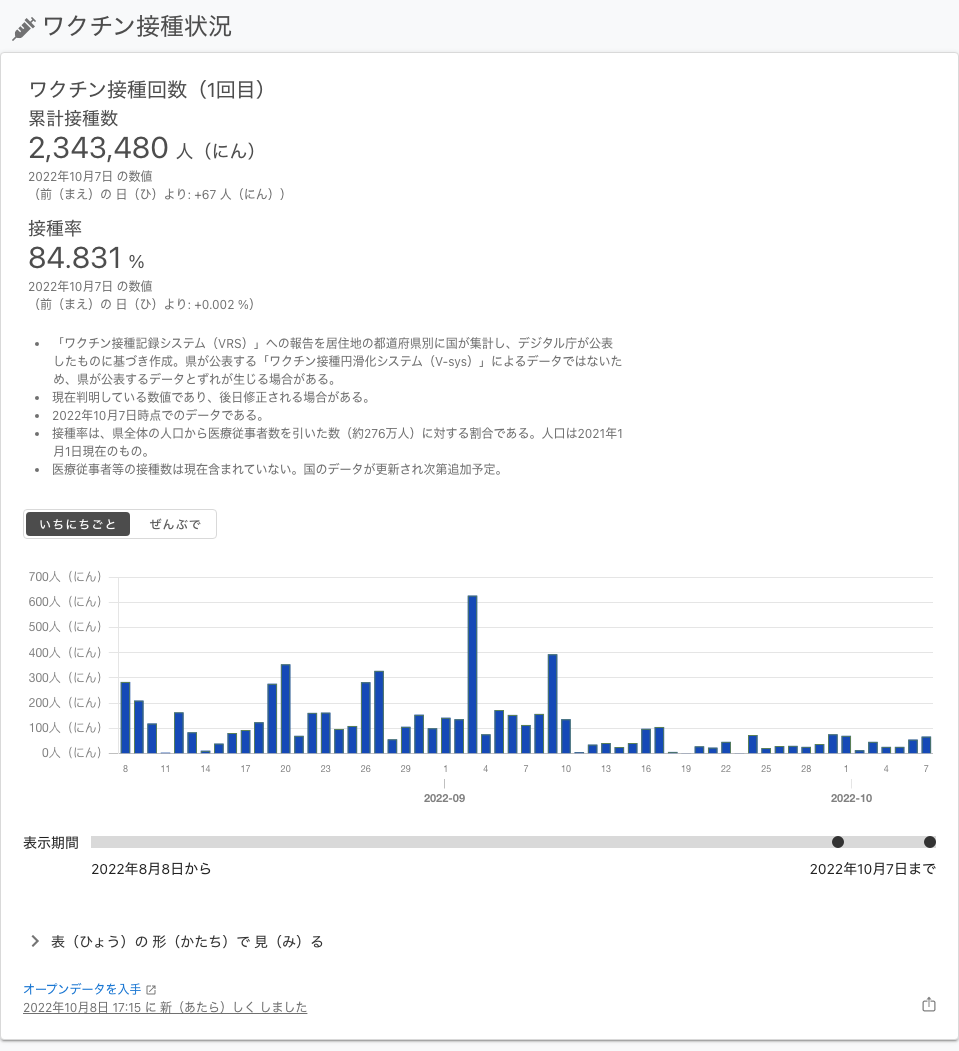 ワクチン接種状況
ワクチン接種回数（1回目）
累計接種数
2,343,480 人（にん）
2022年10月7日 の数値
（前（まえ）の 日（ひ）より: +67 人（にん））
接種率
84.831 %
2022年10月7日 の数値
（前（まえ）の 日（ひ）より: +0.002 %）
• 「ワクチン接種記録システム（VRS）」への報告を居住地の都道府県別に国が集計し、デジタル庁が公表
したものに基づき作成。県が公表する「ワクチン接種円滑化システム（V-sys）」によるデータではないた
め、県が公表するデータとずれが生じる場合がある。
• 現在判明している数値であり、後日修正される場合がある。
• 2022年10月7日時点でのデータである。
• 接種率は、県全体の人口から医療従事者数を引いた数（約276万人）に対する割合である。人口は2021年1
月1日現在のもの。
• 医療従事者等の接種数は現在含まれていない。国のデータが更新され次第追加予定。
いちにちごと ぜんぶで
700人（にん）
600人（にん）
500人（にん）
400人（にん）
300人（にん）
200人（にん）
100人（にん）
0人（にん）
8 11 14 17 20 23 26 29 1 4 7 10 13 16 19 22 25 28 1 4 7
2022-09 2022-10
表示期間
2022年8月8日から 2022年10月7日まで
表（ひょう）の 形（かたち）で 見（み）る
オープンデータを入手
2022年10月8日 17:15 に 新（あたら）しく しました